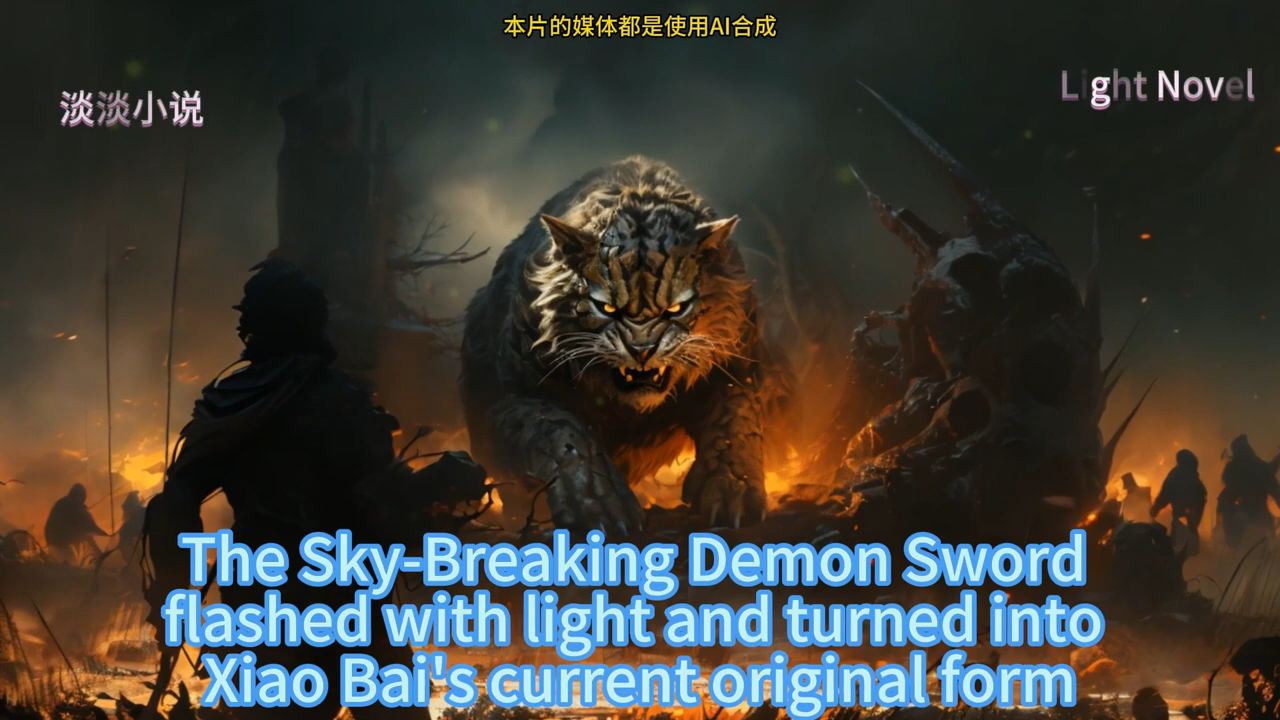 本片的媒体都是使用AI合成
淡淡小说
Light Novel
The Sky-Breaking Demon Sword
flashed with light and turned into
Xiao Bai's current original form